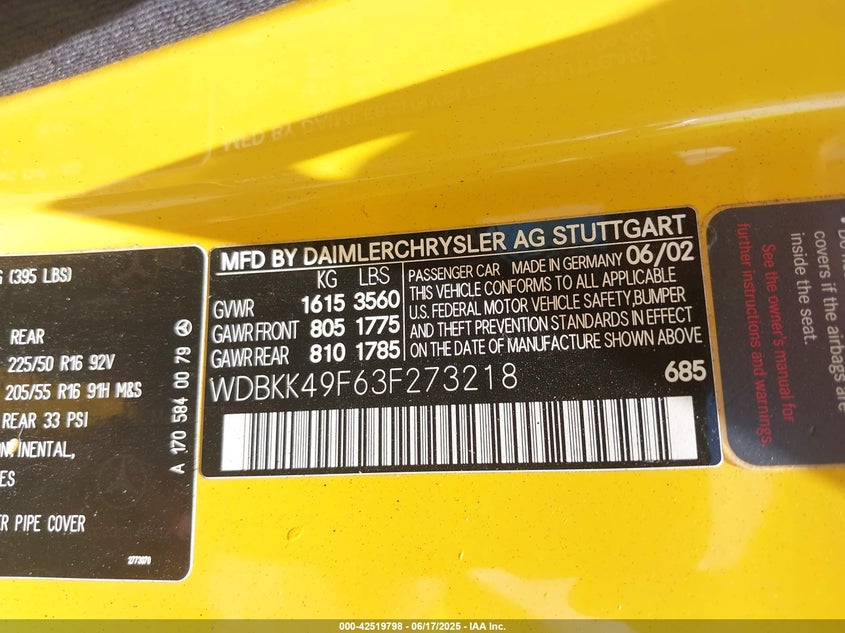 MFD BY DAIMLERCHRYSLER AG STUTTGART
KG LBS
GVWR 1615 3560
GAWR FRONT 805 1775
GAWR REAR 810 1785
PASSENGER CAR MADE IN GERMANY 06/02
THIS VEHICLE CONFORMS TO ALL APPLICABLE
U.S. FEDERAL MOTOR VEHICLE SAFETY,BUMPER
AND THEFT PREVENTION STANDARDS IN EFFECT
ON THE DATE OF MANUFACTURE SHOWN ABOVE
WDBKK49F63F273218
685
(395 LBS)
REAR
225/50 R16 92V
205/55 R16 91H M&S
REAR 33 PSI
PIPE COVER
2773070
A 170 584 00 79
covers if the airbags are
inside the seat.
See the owner's manual for
further instructions and warnings.
000-42519798 - 06/17/2025 - IAA Inc.